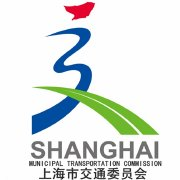 SHANGHAI
MUNICIPAL TRANSPORTATION COMMISSION
上海市交通委员会